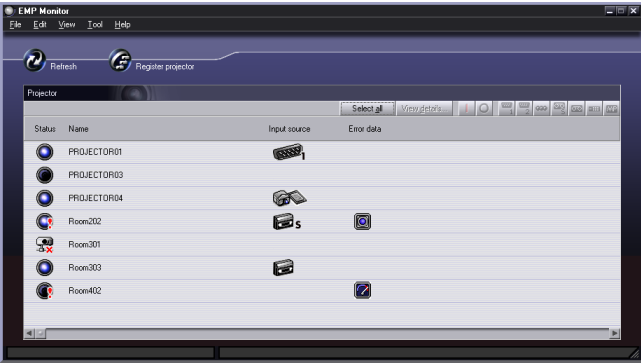 EMP Monitor
File Edit View Tool Help
Refresh Register projector
Projector
Select all View details...
Status Name Input source Error data
PROJECTOR01 1
PROJECTOR03
PROJECTOR04
Room202 S
Room301
Room303
Room402